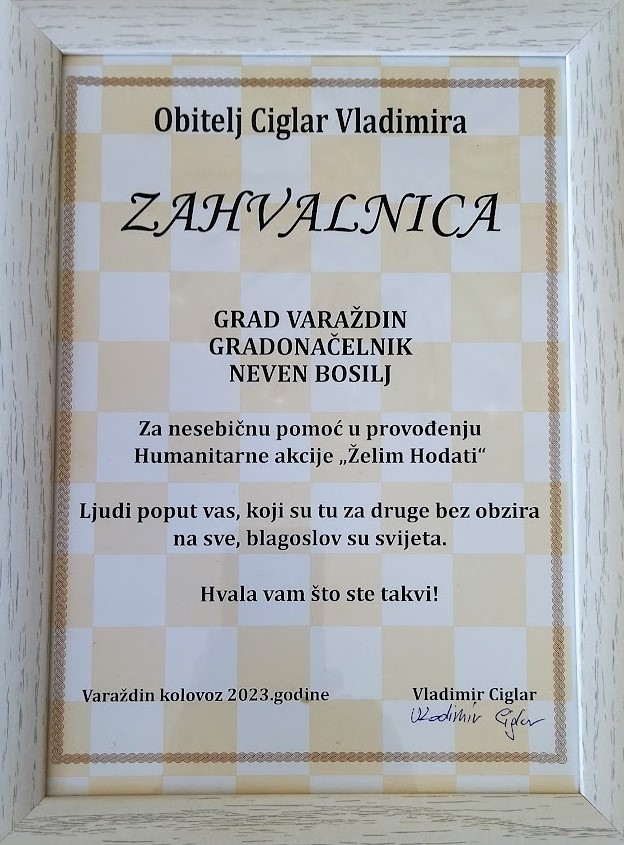 Obitelj Ciglar Vladimira
ZAHVALNICA
GRAD VARAŽDIN
GRADONAČELNIK
NEVEN BOSILJ
Za nesebičnu pomoć u provođenju
Humanitarne akcije „Želim Hodati“
Ljudi poput vas, koji su tu za druge bez obzira
na sve, blagoslov su svijeta.
Hvala vam što ste takvi!
Varaždin kolovoz 2023.godine
Vladimir Ciglar
Vladimir Ciglar